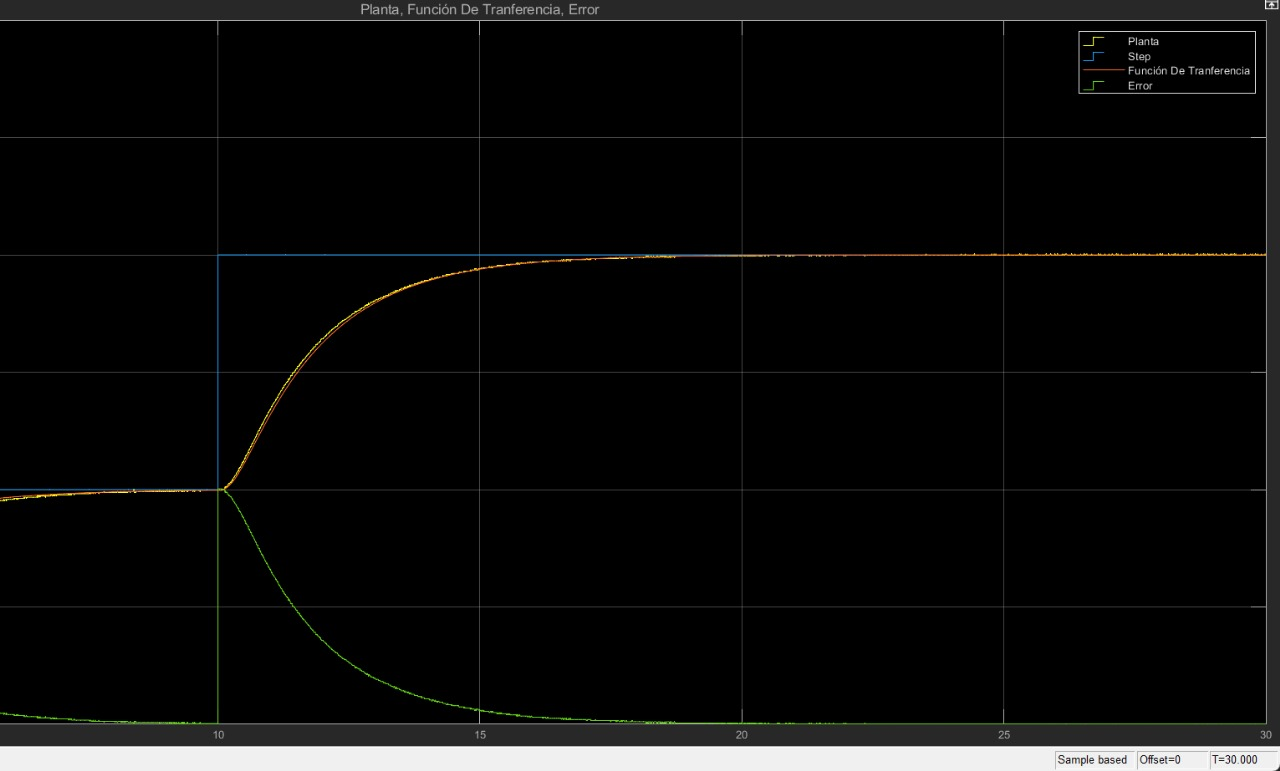 Planta, Función De Tranferencia, Error
Planta
Step
Función De Tranferencia
Error
10
15
20
25
30
Sample based
Offset=0
T=30.000